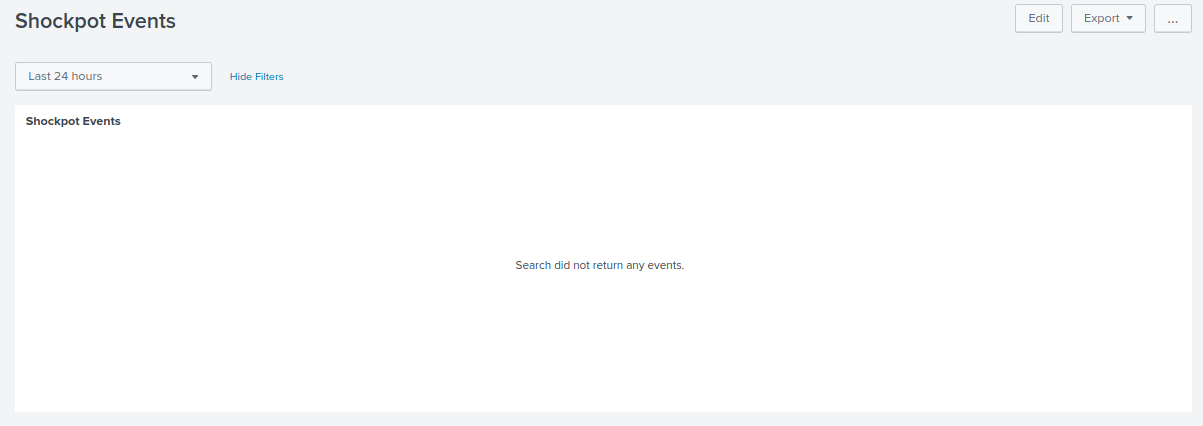 Shockpot Events
Edit
Export
...
Last 24 hours
Hide Filters
Shockpot Events
Search did not return any events.